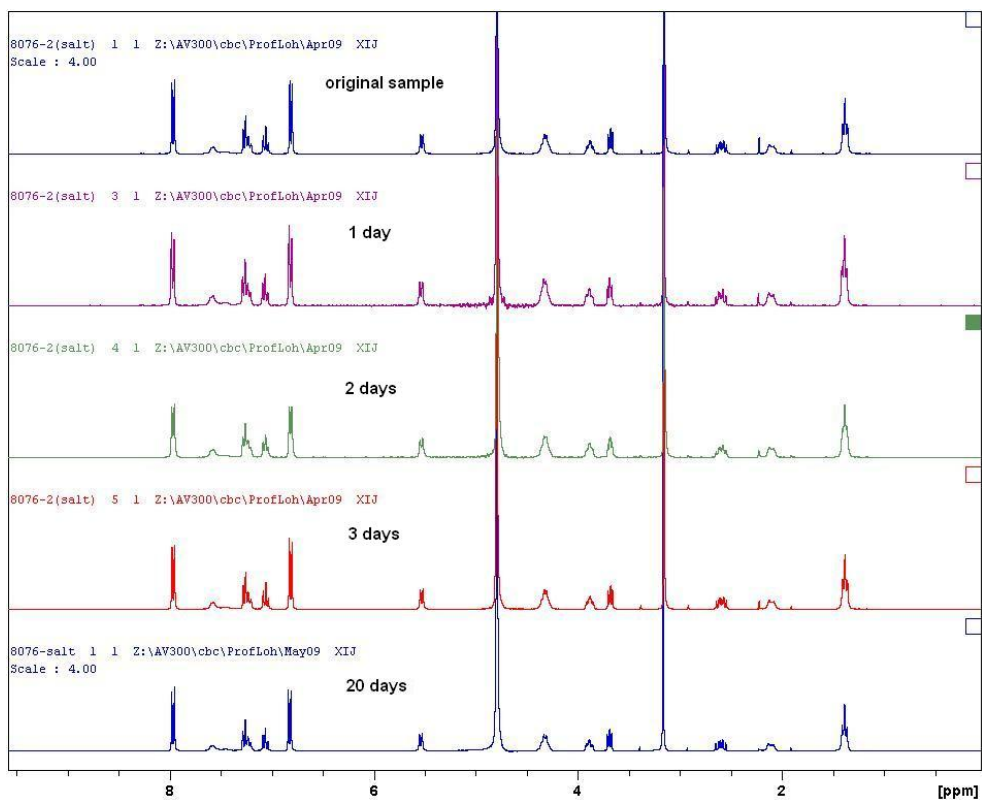 8076-2(salt) 1 1 Z:\AV300\cbc\ProfLoh\Apr09 XIJ
Scale : 4.00
original sample
8076-2(salt) 3 1 Z:\AV300\cbc\ProfLoh\Apr09 XIJ
1 day
8076-2(salt) 4 1 Z:\AV300\cbc\ProfLoh\Apr09 XIJ
2 days
8076-2(salt) 5 1 Z:\AV300\cbc\ProfLoh\Apr09 XIJ
3 days
8076-salt 1 1 Z:\AV300\cbc\ProfLoh\May09 XIJ
Scale : 4.00
20 days
8 6 4 2 [ppm]